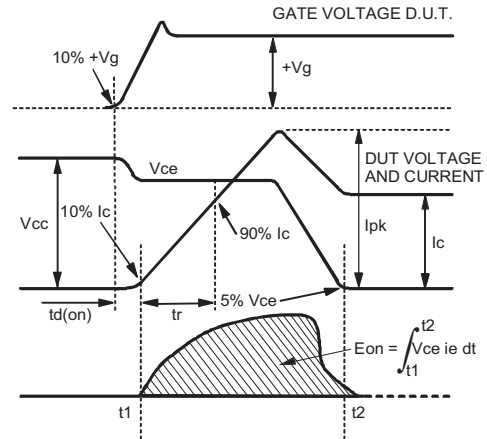 GATE VOLTAGE D.U.T.
10% +Vg
+Vg
Vce
DUT VOLTAGE
AND CURRENT
Vcc
10% Ic
90% Ic
Ipk
Ic
td(on)
tr
5% Vce
Eon = ∫ Vce ie dt
t2
t1
t1
t2